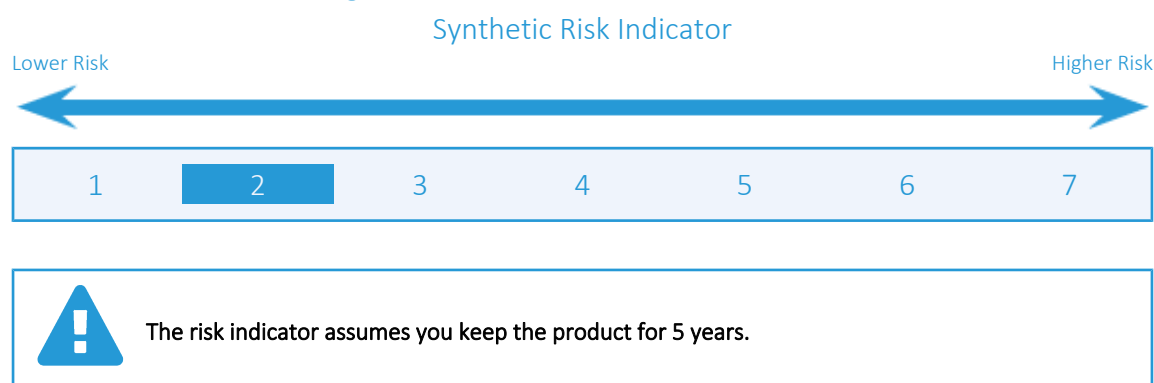 Synthetic Risk Indicator
Lower Risk Higher Risk
1 2 3 4 5 6 7
The risk indicator assumes you keep the product for 5 years.